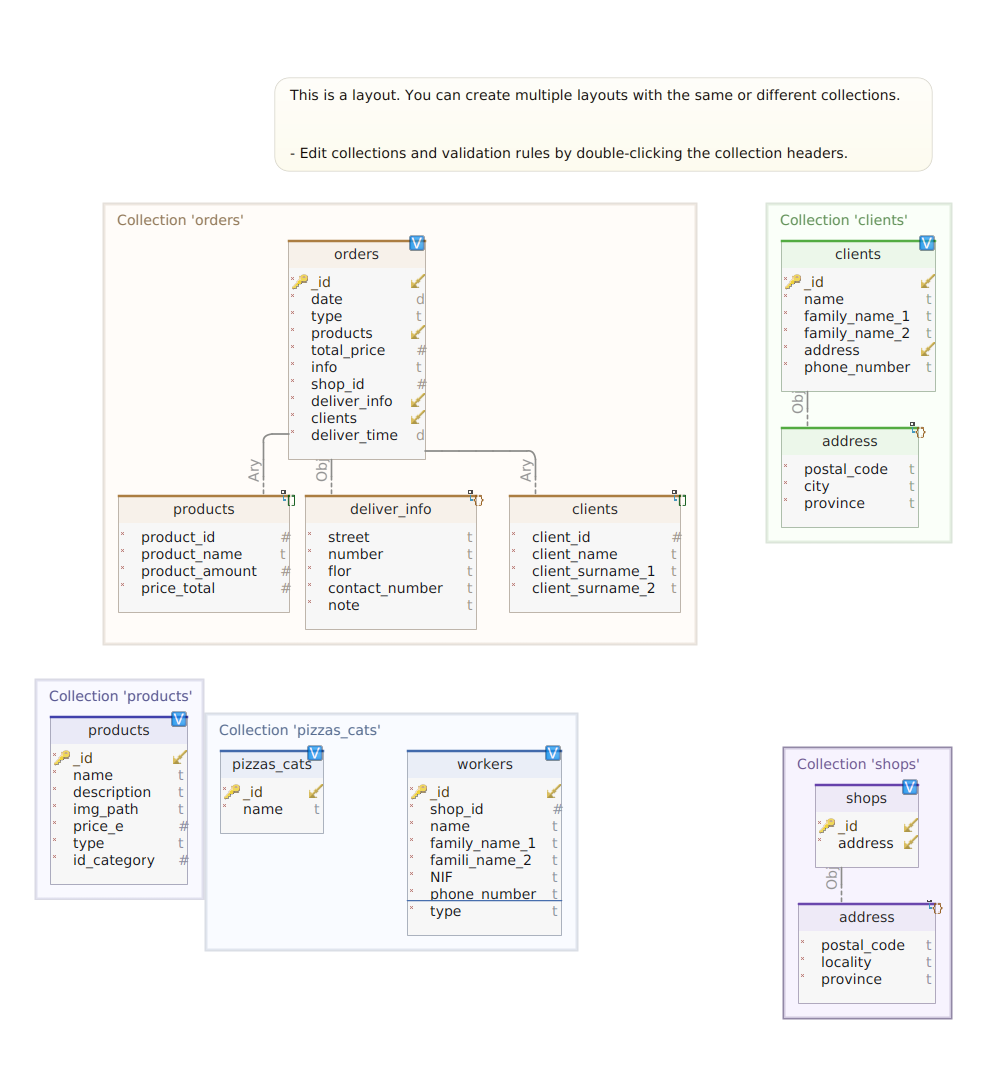 This is a layout. You can create multiple layouts with the same or different collections.
- Edit collections and validation rules by double-clicking the collection headers.
Collection 'orders'
orders
_id
date d
type t
products
total_price #
info t
shop_id #
deliver_info
clients
deliver_time d
Ary
Obj
Ary
products
product_id #
product_name t
product_amount #
price_total #
deliver_info
street t
number t
flor t
contact_number t
note t
clients
client_id #
client_name t
client_surname_1 t
client_surname_2 t
Collection 'clients'
clients
_id
name t
family_name_1 t
family_name_2 t
address
phone_number t
Obj
address
postal_code t
city t
province t
Collection 'products'
products
_id
name t
description t
img_path t
price_e #
type t
id_category #
Collection 'pizzas_cats'
pizzas_cats
_id
name t
workers
_id
shop_id #
name t
family_name_1 t
famili_name_2 t
NIF t
phone_number t
type t
Collection 'shops'
shops
_id
address
Obj
address
postal_code t
locality t
province t